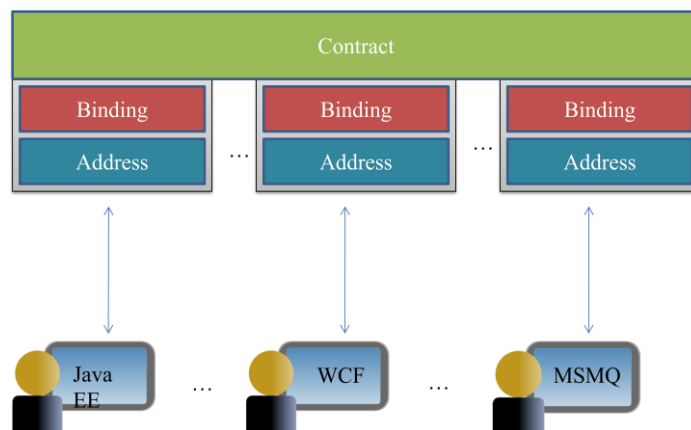 Contract
Binding
Binding
Binding
Address
...
Address
...
Address
Java
EE
...
WCF
...
MSMQ